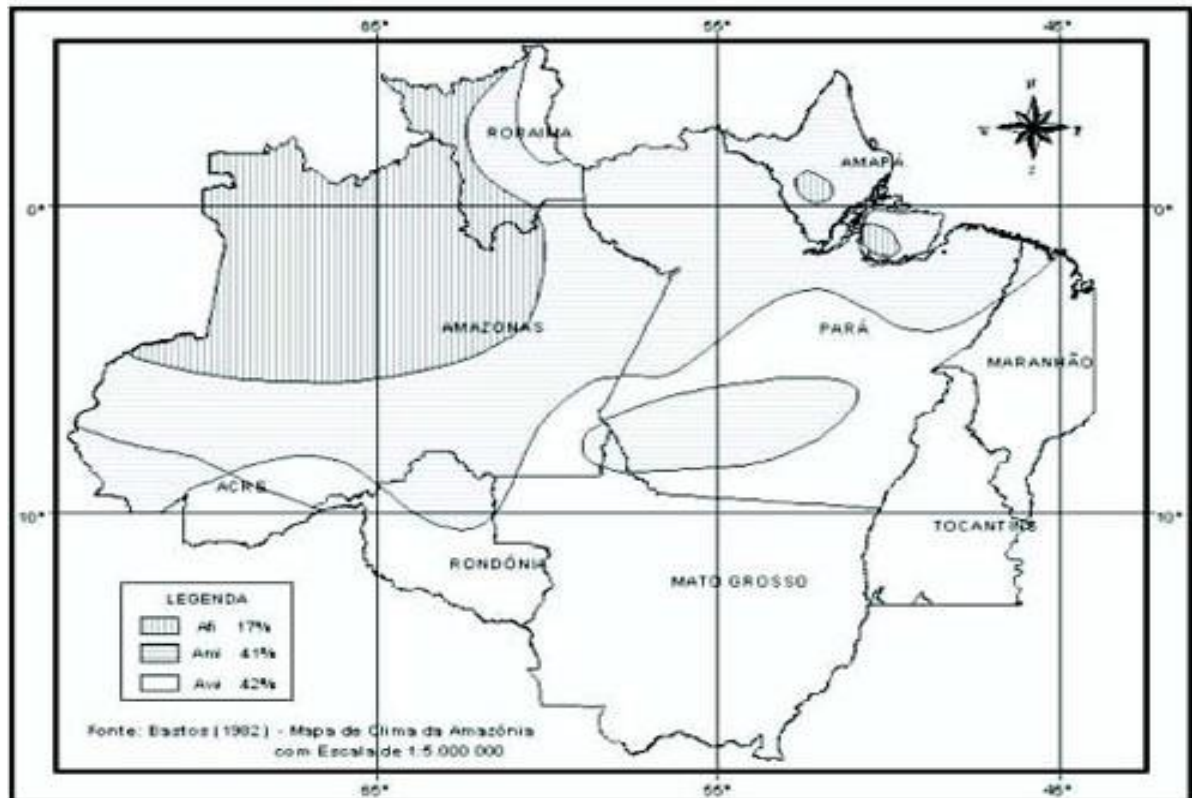 65° 55° 45°
RORAIMA
AMAPÁ
0° 0°
AMAZONAS
PARÁ
MARANHÃO
ACRE
10° 10°
TOCANTINS
RONDÔNIA
MATO GROSSO
LEGENDA
Afi 17%
Ami 41%
Awi 42%
Fonte: Bastos (1982) - Mapa de Clima da Amazônia
com Escala de 1:5.000.000
65° 55° 45°